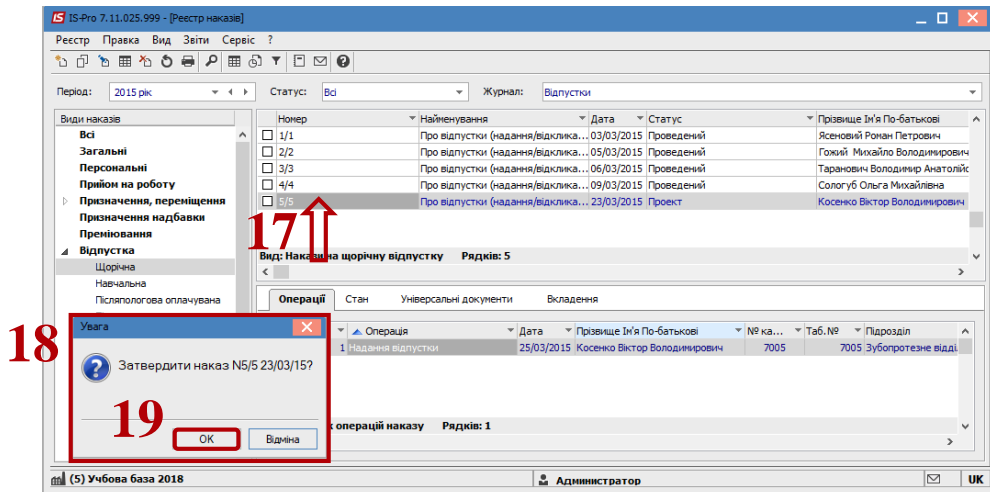 IS-Pro 7.11.025.999 - [Реєстр наказів]
Реєстр Правка Вид Звіти Сервіс ?
Період: 2015 рік Статус: Всі Журнал: Відпустки
Види наказів
Всі
Загальні
Персональні
Прийом на роботу
Призначення, переміщення
Призначення надбавки
Преміювання
Відпустка
Щорічна
Навчальна
Післяпологова оплачувана
Номер Найменування Дата Статус Прізвище Ім'я По-батькові
1/1 Про відпустки (надання/відклика... 03/03/2015 Проведений Ясеновий Роман Петрович
2/2 Про відпустки (надання/відклика... 05/03/2015 Проведений Гожий Михайло Володимирович
3/3 Про відпустки (надання/відклика... 06/03/2015 Проведений Таранович Володимир Анатолійо
4/4 Про відпустки (надання/відклика... 09/03/2015 Проведений Сологуб Ольга Михайлівна
5/5 Про відпустки (надання/відклика... 23/03/2015 Проект Косенко Віктор Володимирович
17
Вид: Накази на щорічну відпустку Рядків: 5
Операції Стан Універсальні документи Вкладення
Операція Дата Прізвище Ім'я По-батькові № ка... Таб.№ Підрозділ
1 Надання відпустки 25/03/2015 Косенко Віктор Володимирович 7005 7005 Зубопротезне відді
к операцій наказу Рядків: 1
18
Увага
Затвердити наказ N5/5 23/03/15?
19
OK Відміна
(5) Учбова база 2018 Администратор UK